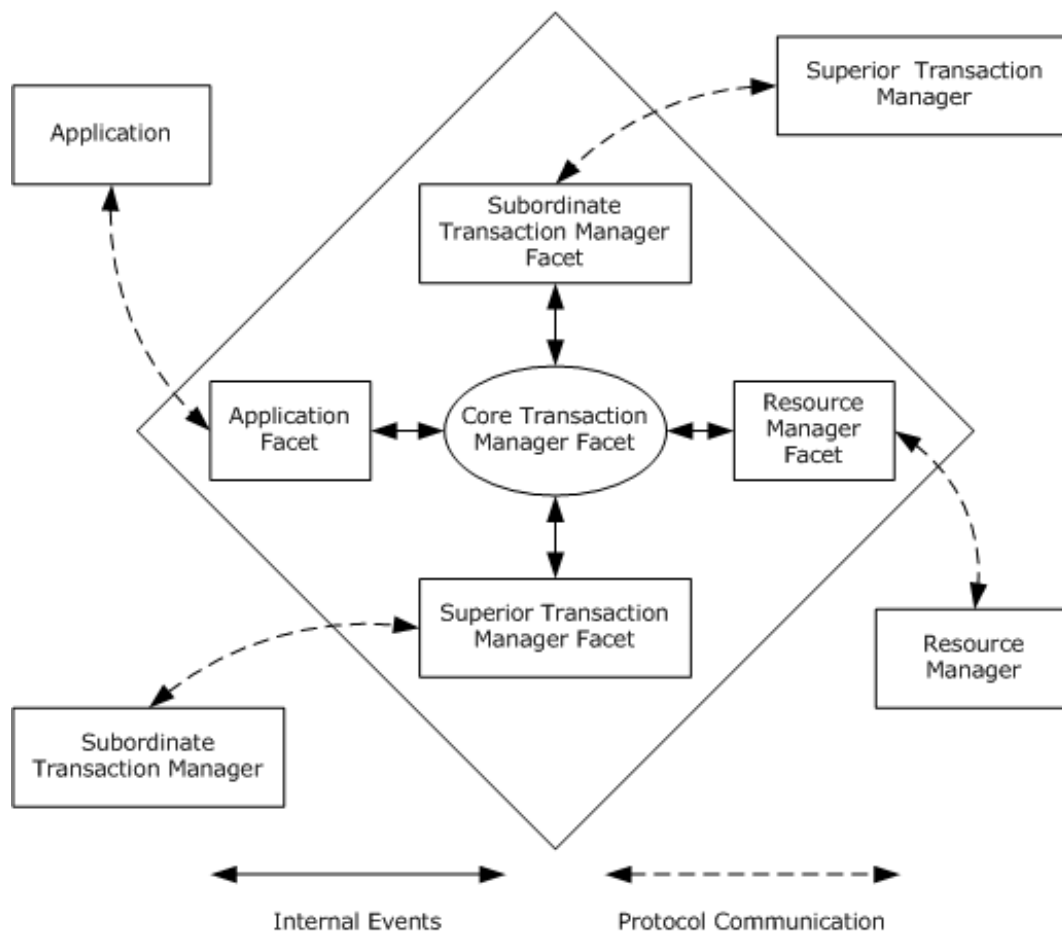 Superior Transaction
Manager
Application
Subordinate
Transaction Manager
Facet
Application
Facet
Core Transaction
Manager Facet
Resource
Manager
Facet
Superior Transaction
Manager Facet
Resource
Manager
Subordinate
Transaction Manager
Internal Events
Protocol Communication